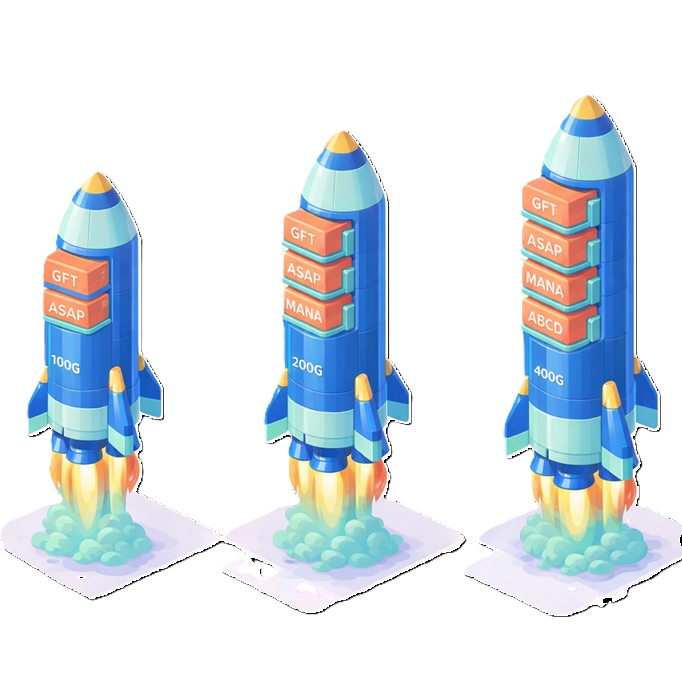 GFT
ASAP
100G
GFT
ASAP
MANA
200G
GFT
ASAP
MANA
ABCD
400G